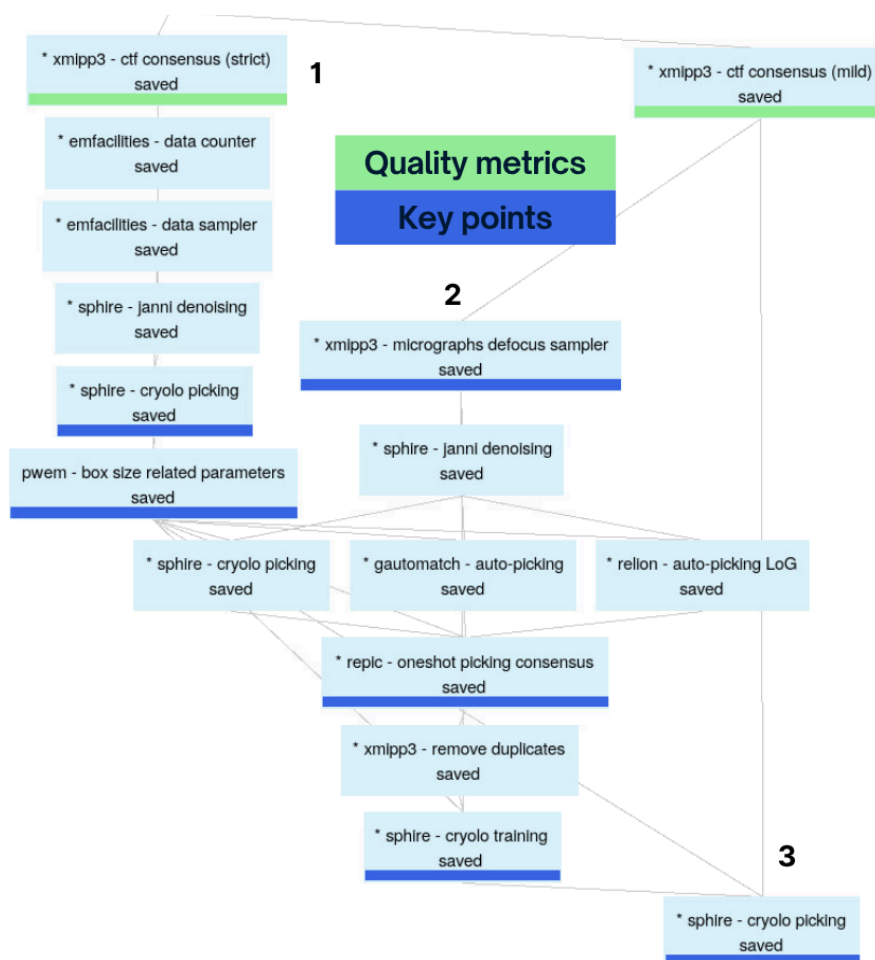 * xmipp3 - ctf consensus (strict)
saved
1
* xmipp3 - ctf consensus (mild)
saved
* emfacilities - data counter
saved
Quality metrics
Key points
* emfacilities - data sampler
saved
* sphire - janni denoising
saved
2
* xmipp3 - micrographs defocus sampler
saved
* sphire - cryolo picking
saved
* sphire - janni denoising
saved
pwem - box size related parameters
saved
* sphire - cryolo picking
saved
* gautomatch - auto-picking
saved
* relion - auto-picking LoG
saved
* repic - oneshot picking consensus
saved
* xmipp3 - remove duplicates
saved
* sphire - cryolo training
saved
3
* sphire - cryolo picking
saved